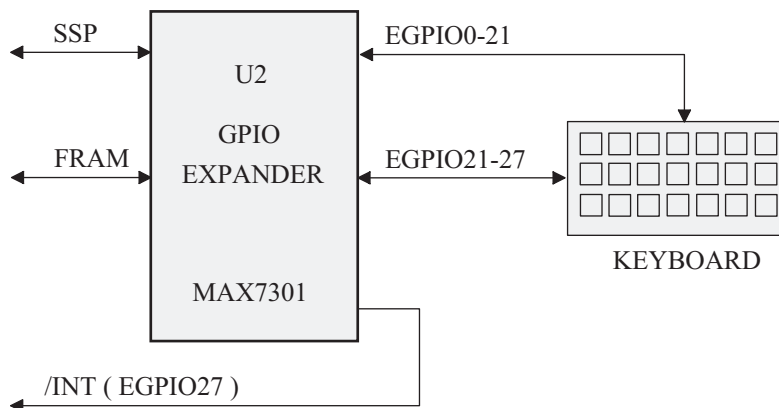 SSP
EGPIO0-21
U2
GPIO
EXPANDER
FRAM
EGPIO21-27
KEYBOARD
MAX7301
/INT ( EGPIO27 )